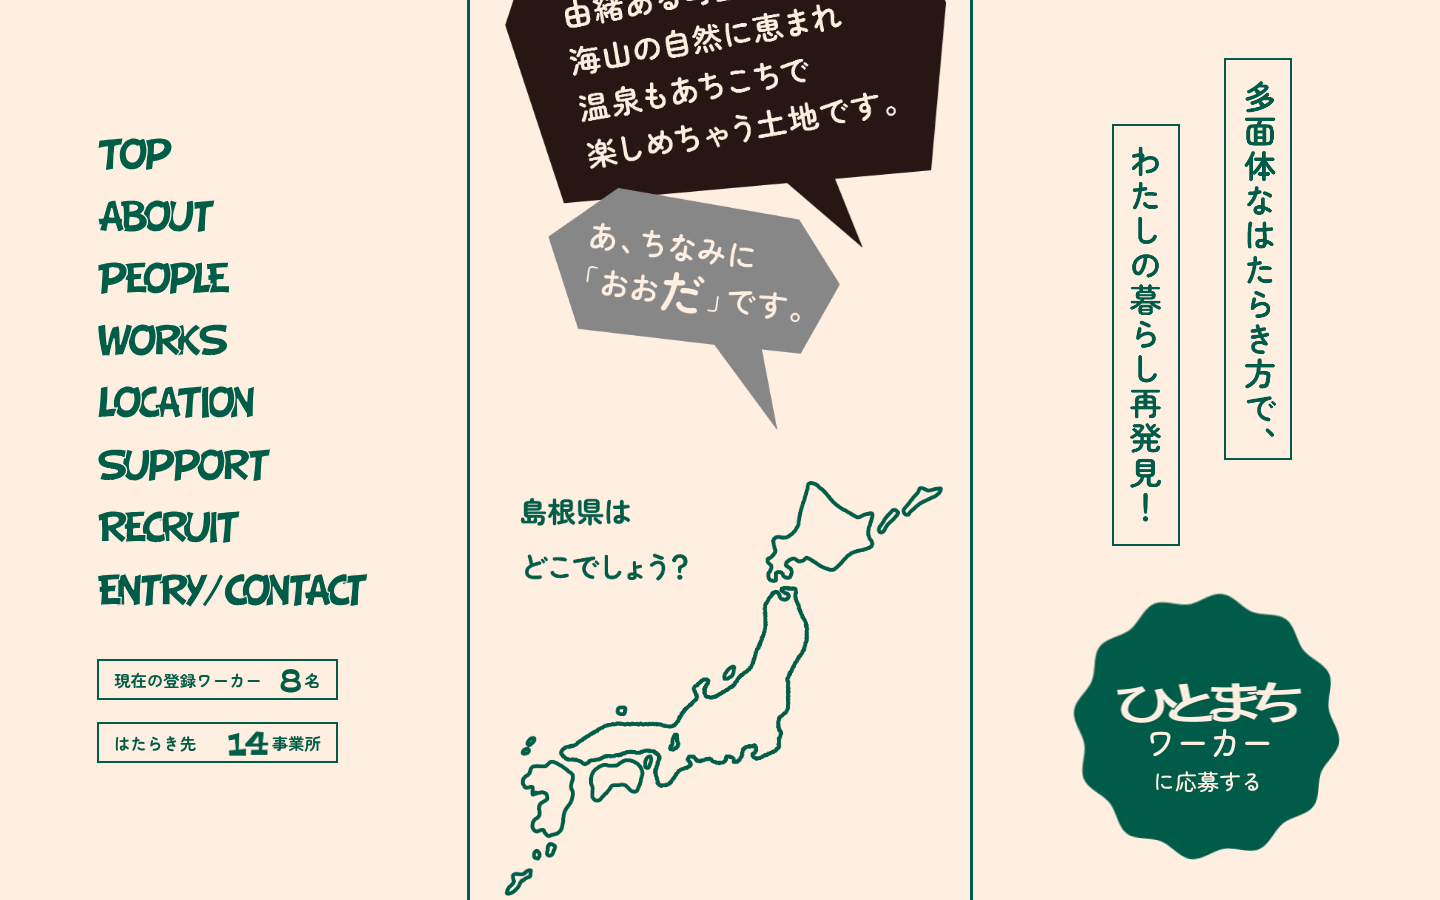 TOP
ABOUT
PEOPLE
WORKS
LOCATION
SUPPORT
RECRUIT
ENTRY/CONTACT
現在の登録ワーカー 8名
はたらき先 14事業所
由緒ある
海山の自然に恵まれ
温泉もあちこちで
楽しめちゃう土地です。
あ、ちなみに
「おおだ」です。
島根県は
どこでしょう?
多面体なはたらき方で、
わたしの暮らし再発見!
ひとまち
ワーカー
に応募する